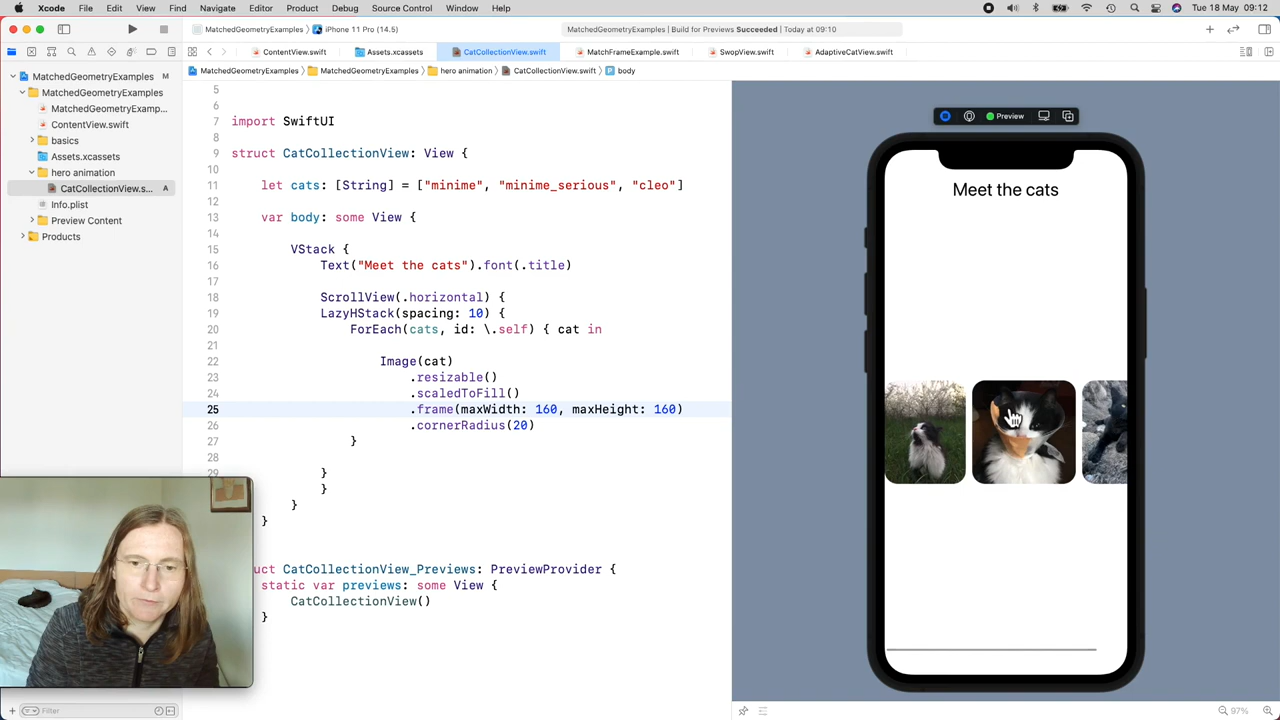 Xcode File Edit View Find Navigate Editor Product Debug Source Control Window Help Tue 18 May 09:12
MatchedGeometryExamples iPhone 11 Pro (14.5) MatchedGeometryExamples | Build for Previews Succeeded | Today at 09:10
ContentView.swift Assets.xcassets CatCollectionView.swift MatchFrameExample.swift SwopView.swift AdaptiveCatView.swift
MatchedGeometryExamples MatchedGeometryExamples hero animation CatCollectionView.swift body
MatchedGeometryExamples M
MatchedGeometryExamples
MatchedGeometryExamp...
ContentView.swift
basics
Assets.xcassets
hero animation
CatCollectionView.s... A
Info.plist
Preview Content
Products
5
6
7 import SwiftUI
8
9 struct CatCollectionView: View {
10
11 let cats: [String] = ["minime", "minime_serious", "cleo"]
12
13 var body: some View {
14
15 VStack {
16 Text("Meet the cats").font(.title)
17
18 ScrollView(.horizontal) {
19 LazyHStack(spacing: 10) {
20 ForEach(cats, id: \.self) { cat in
21
22 Image(cat)
23 .resizable()
24 .scaledToFill()
25 .frame(maxWidth: 160, maxHeight: 160)
26 .cornerRadius(20)
27 }
28
29 }
}
}
}
uct CatCollectionView_Previews: PreviewProvider {
static var previews: some View {
CatCollectionView()
}
Preview
Meet the cats
Filter
97%